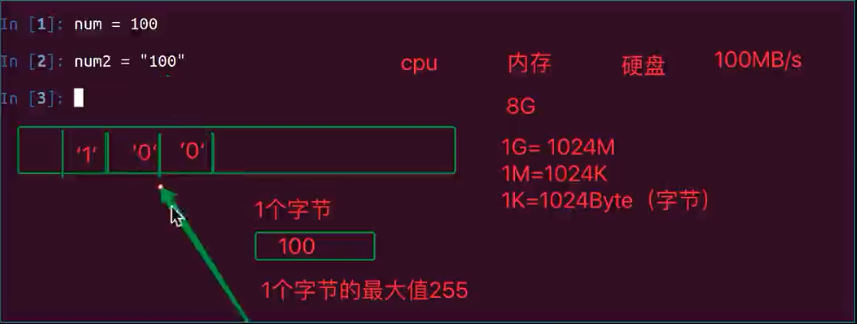 In [1]: num = 100
In [2]: num2 = "100"
In [3]:
cpu 内存 硬盘 100MB/s
8G
1G= 1024M
1M=1024K
1K=1024Byte（字节）
'1' '0' '0'
1个字节
100
1个字节的最大值255